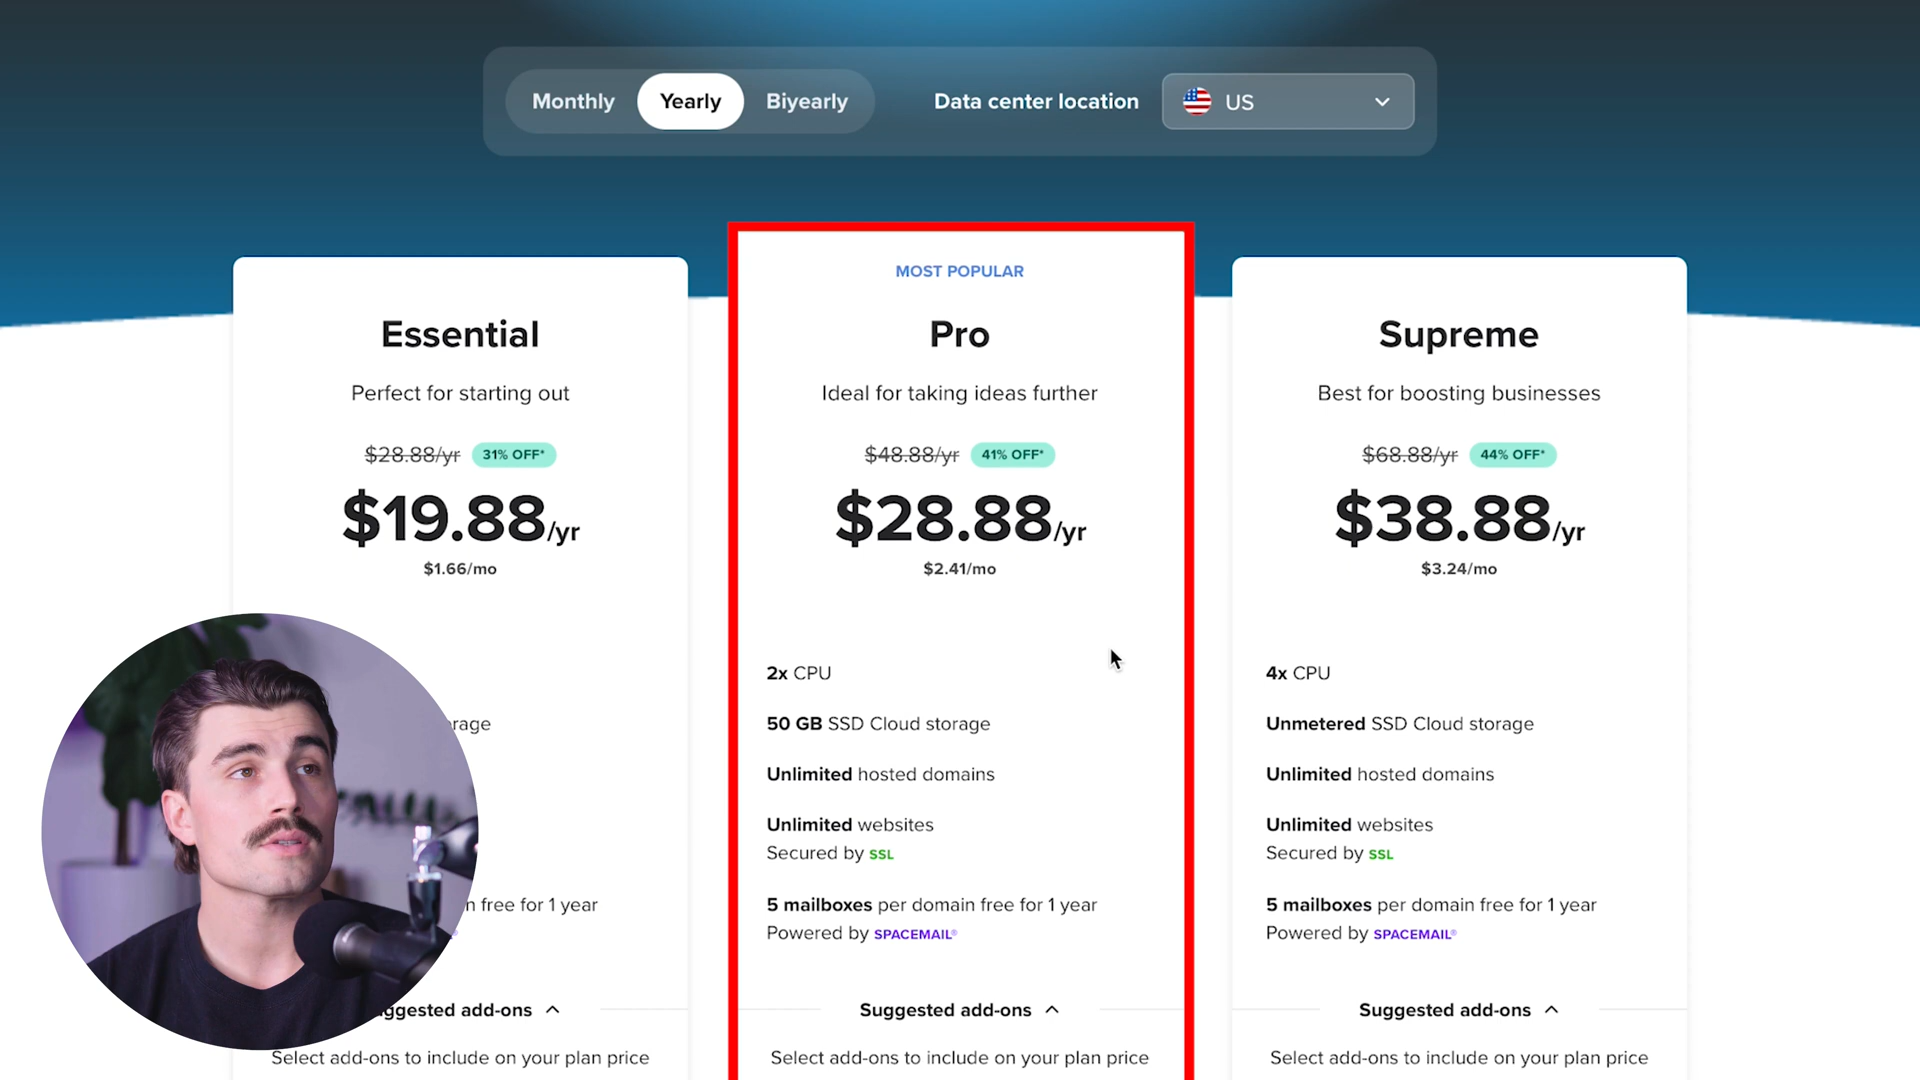 Monthly Yearly Biyearly Data center location US
Essential
Perfect for starting out
$28.88/yr 31% OFF*
$19.88/yr
$1.66/mo
n free for 1 year
ggested add-ons
Select add-ons to include on your plan price
MOST POPULAR
Pro
Ideal for taking ideas further
$48.88/yr 41% OFF*
$28.88/yr
$2.41/mo
2x CPU
50 GB SSD Cloud storage
Unlimited hosted domains
Unlimited websites
Secured by SSL
5 mailboxes per domain free for 1 year
Powered by SPACEMAIL®
Suggested add-ons
Select add-ons to include on your plan price
Supreme
Best for boosting businesses
$68.88/yr 44% OFF*
$38.88/yr
$3.24/mo
4x CPU
Unmetered SSD Cloud storage
Unlimited hosted domains
Unlimited websites
Secured by SSL
5 mailboxes per domain free for 1 year
Powered by SPACEMAIL®
Suggested add-ons
Select add-ons to include on your plan price